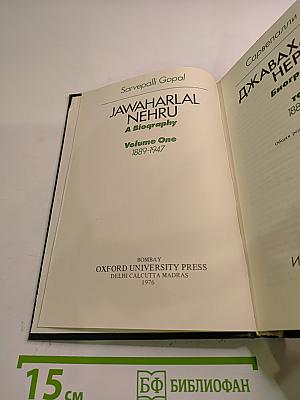 Sarvepalli Gopal
JAWAHARLAL
NEHRU
A Biography
Volume One
1889-1947
BOMBAY
OXFORD UNIVERSITY PRESS
DELHI CALCUTTA MADRAS
1976
Сарвепалли
ДЖАВАХ
НЕР
Биогр
188
15 см
БФ БИБЛИОФАН